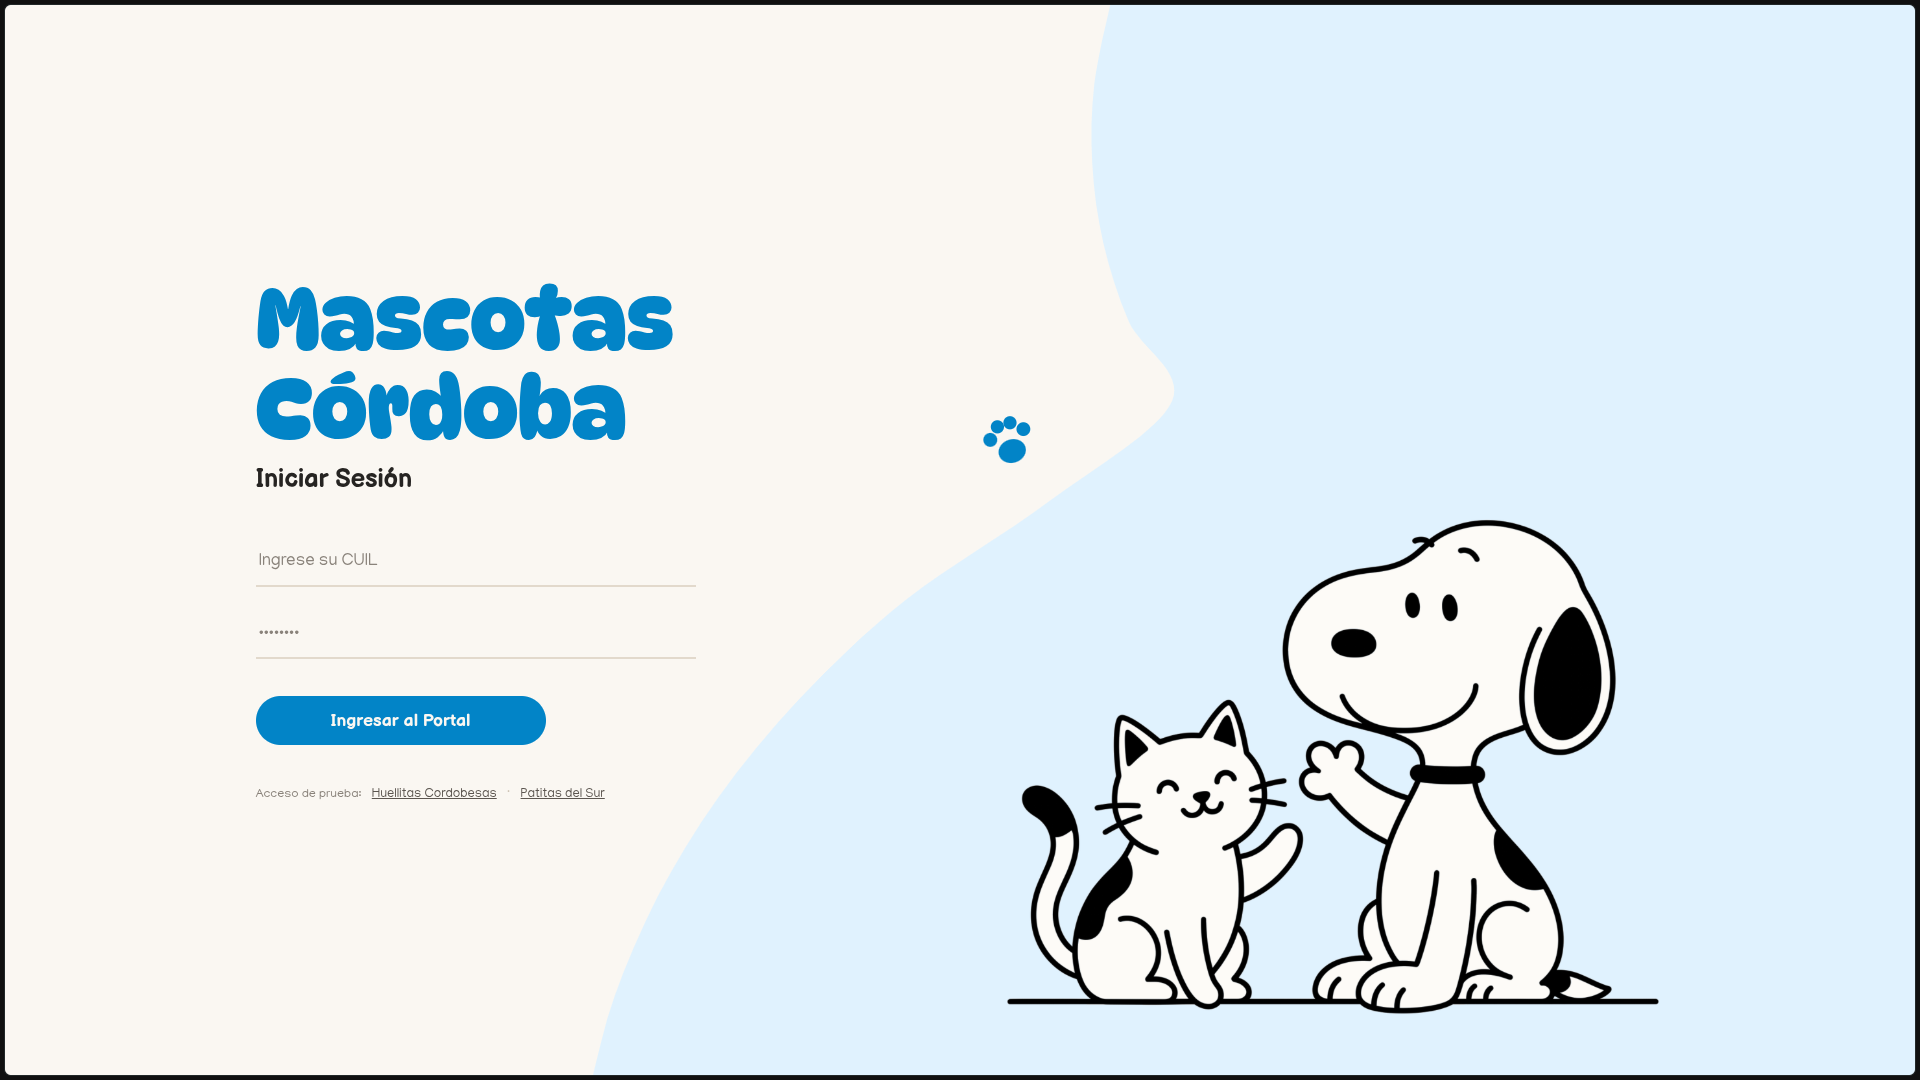 Mascotas
Córdoba
Iniciar Sesión
Ingrese su CUIL
••••••••
Ingresar al Portal
Acceso de prueba: Huellitas Cordobesas · Patitas del Sur